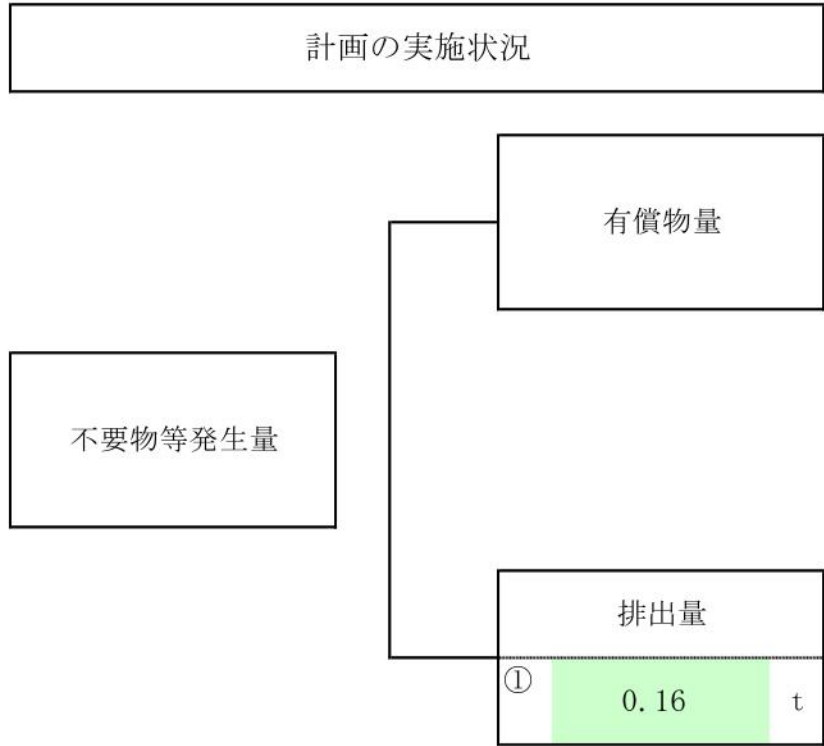 計画の実施状況
有償物量
不要物等発生量
排出量
① 0.16 t